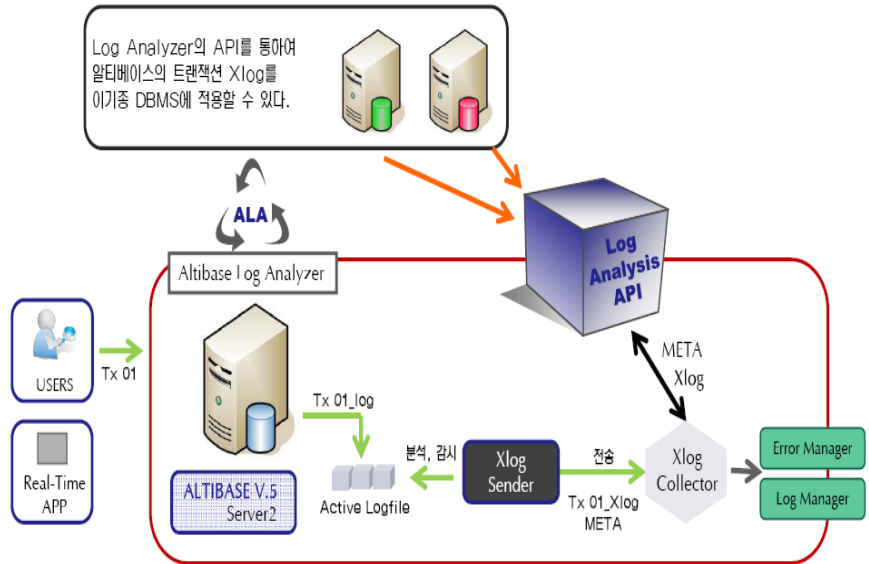 Log Analyzer의 API를 통하여
알티베이스의 트랜잭션 Xlog를
이기종 DBMS에 적용할 수 있다.
ALA
Altibase Log Analyzer
Log
Analysis
API
USERS
Tx 01
Real-Time
APP
Tx 01_log
ALTIBASE V.5
Server2
Active Logfile
분석, 감시
Xlog
Sender
전송
Tx 01_Xlog
META
META
Xlog
Xlog
Collector
Error Manager
Log Manager